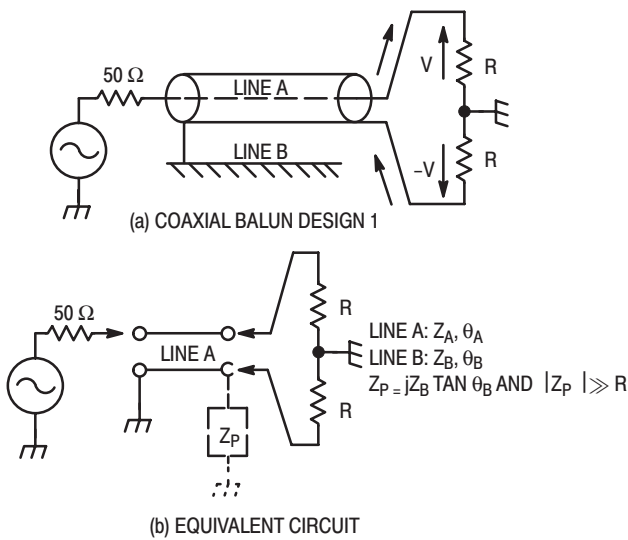 50 Ω
LINE A
LINE B
V
R
–V
R
(a) COAXIAL BALUN DESIGN 1
50 Ω
LINE A
Z_P
R
R
LINE A: Z_A, θ_A
LINE B: Z_B, θ_B
Z_P = jZ_B TAN θ_B AND |Z_P| ≫ R
(b) EQUIVALENT CIRCUIT